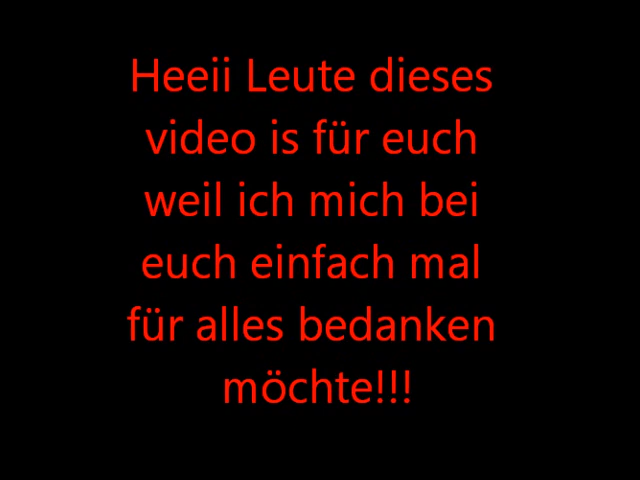 Heeii Leute dieses
video is für euch
weil ich mich bei
euch einfach mal
für alles bedanken
möchte!!!